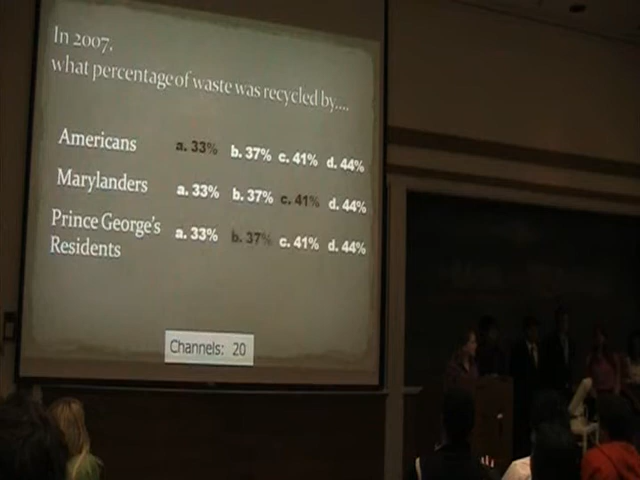 In 2007,
what percentage of waste was recycled by....
Americans a. 33% b. 37% c. 41% d. 44%
Marylanders a. 33% b. 37% c. 41% d. 44%
Prince George's
Residents a. 33% b. 37% c. 41% d. 44%
Channels: 20